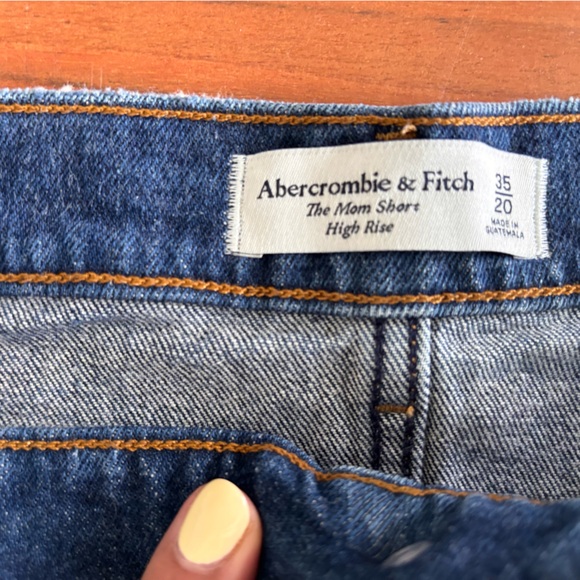 Abercrombie & Fitch
The Mom Short
High Rise
35
20
MADE IN
GUATEMALA